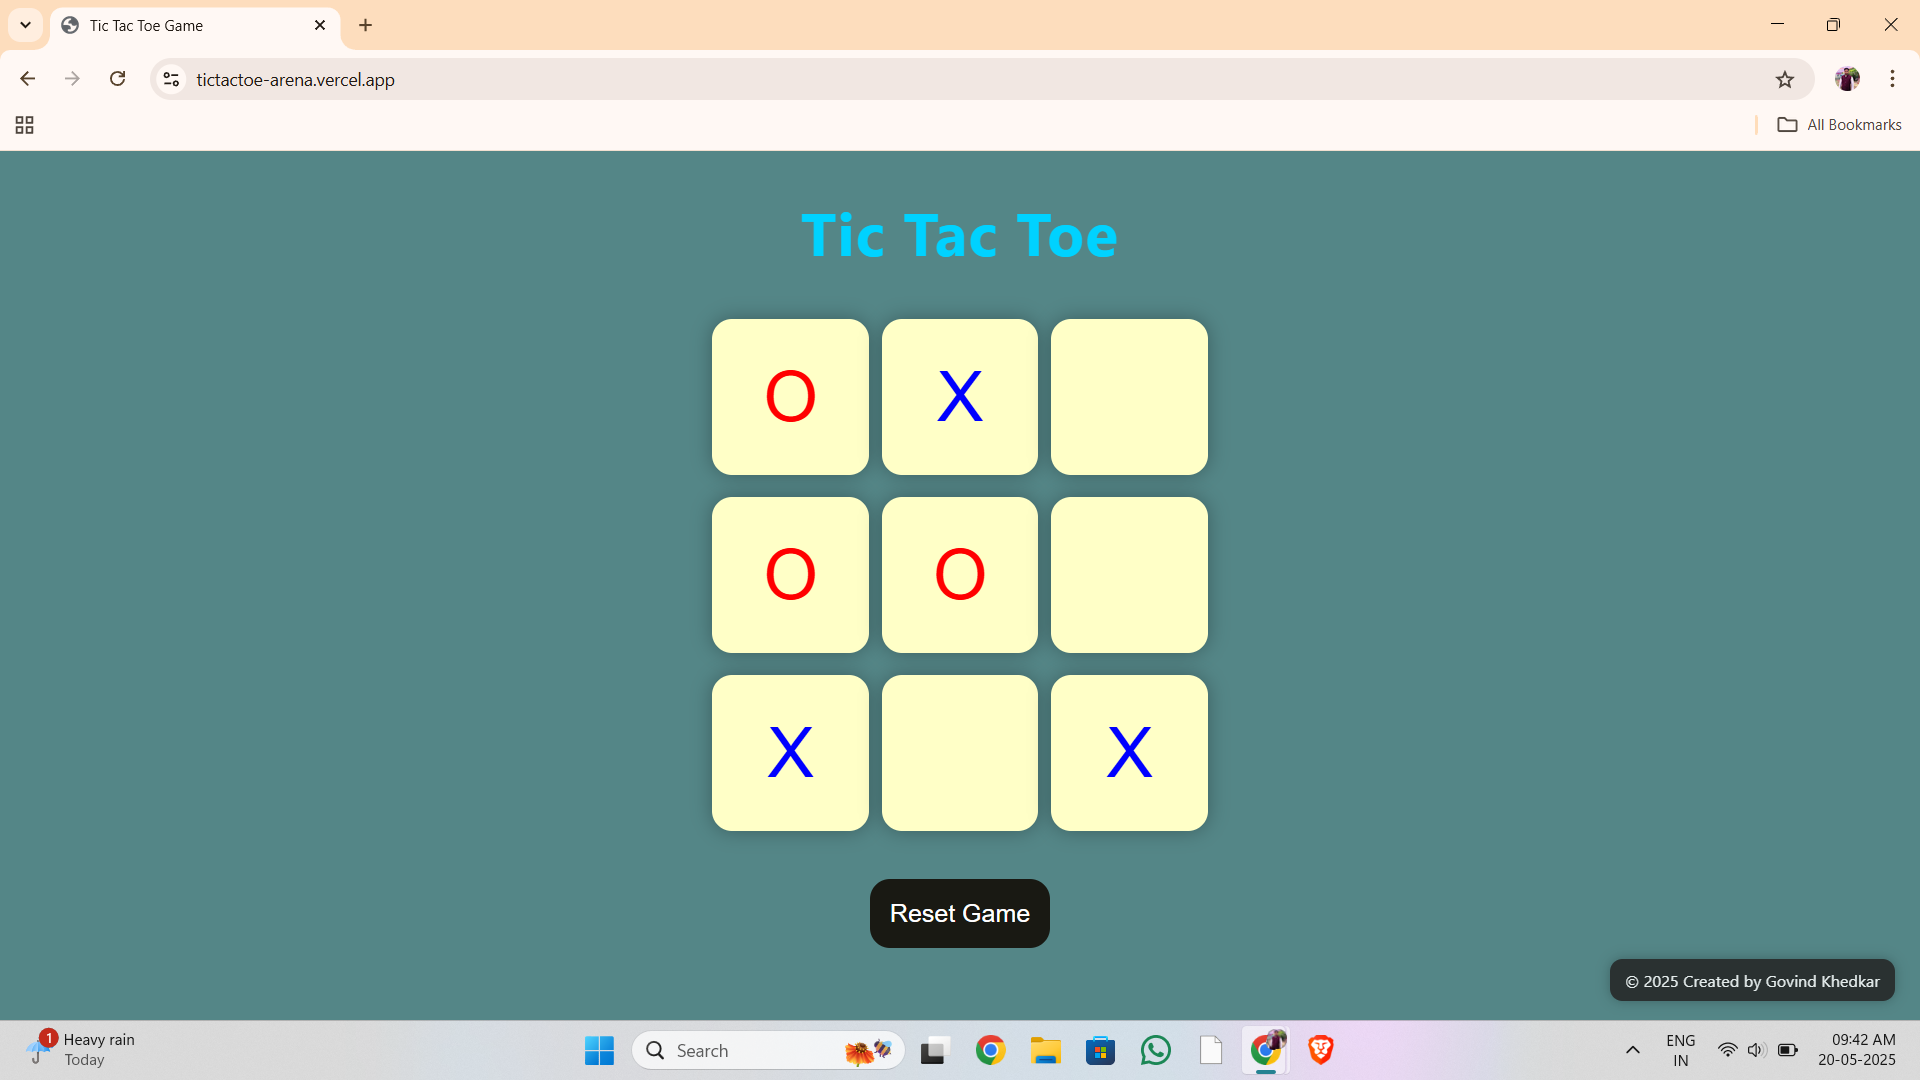 Tic Tac Toe Game
tictactoe-arena.vercel.app
All Bookmarks
Tic Tac Toe
O X
O O
X X
Reset Game
© 2025 Created by Govind Khedkar
1
Heavy rain
Today
Search
ENG
IN
09:42 AM
20-05-2025